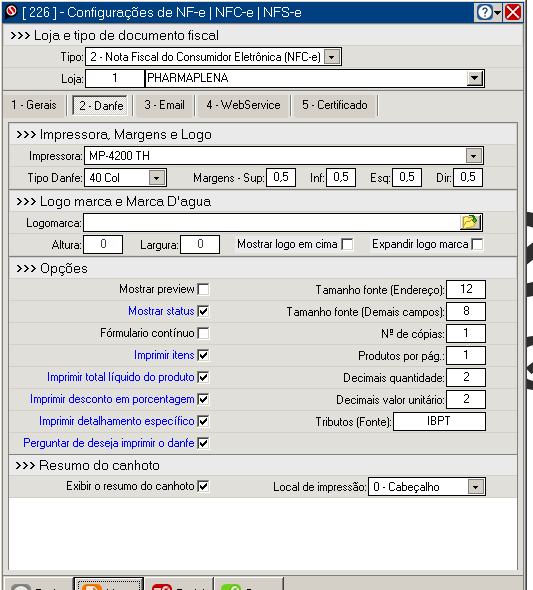 [ 226 ] - Configurações de NF-e | NFC-e | NFS-e
>>> Loja e tipo de documento fiscal
Tipo: 2 - Nota Fiscal do Consumidor Eletrônica (NFC-e)
Loja: 1 PHARMAPLENA
1 - Gerais 2 - Danfe 3 - Email 4 - WebService 5 - Certificado
>>> Impressora, Margens e Logo
Impressora: MP-4200 TH
Tipo Danfe: 40 Col Margens - Sup: 0,5 Inf: 0,5 Esq: 0,5 Dir: 0,5
>>> Logo marca e Marca D'agua
Logomarca:
Altura: 0 Largura: 0 Mostrar logo em cima Expandir logo marca
>>> Opções
Mostrar preview Tamanho fonte (Endereço): 12
Mostrar status Tamanho fonte (Demais campos): 8
Fórmulario contínuo Nº de cópias: 1
Imprimir itens Produtos por pág.: 1
Imprimir total líquido do produto Decimais quantidade: 2
Imprimir desconto em porcentagem Decimais valor unitário: 2
Imprimir detalhamento específico Tributos (Fonte): IBPT
Perguntar de deseja imprimir o danfe
>>> Resumo do canhoto
Exibir o resumo do canhoto Local de impressão: 0 - Cabeçalho